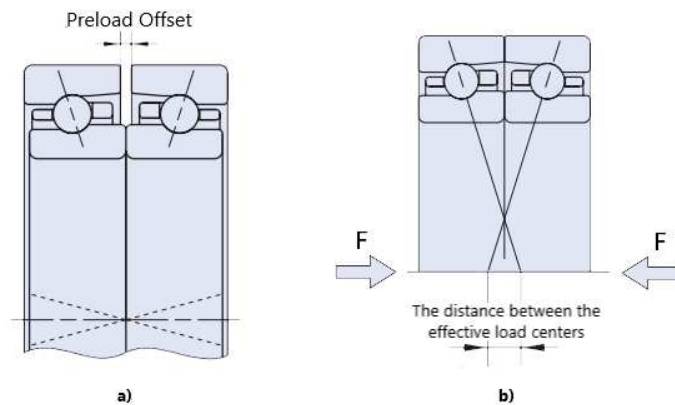 Preload Offset
F
F
The distance between the
effective load centers
a)
b)